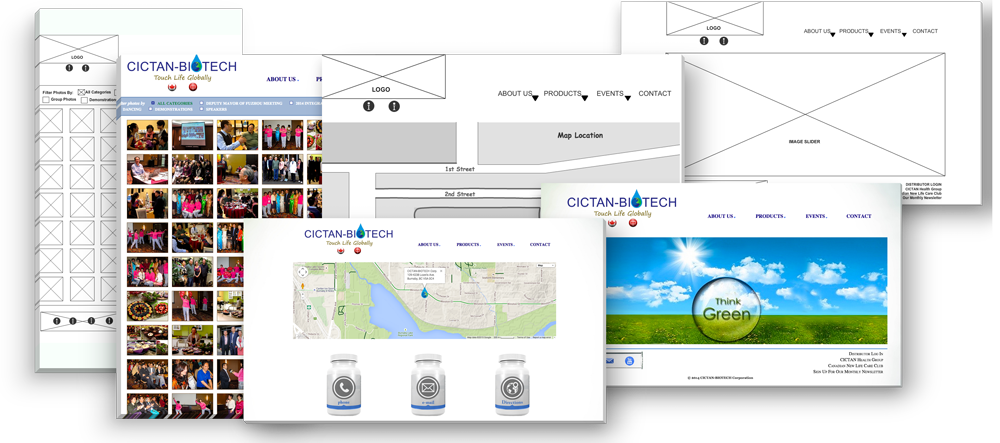 LOGO
Filter Photos By:
All Categories
Group Photos
Demonstration
CICTAN-BIOTECH
Touch Life Globally
ABOUT US
ALL CATEGORIES
DEPUTY MAYOR OF FUZHOU MEETING
DANCING
DEMONSTRATIONS
SPEAKERS
LOGO
ABOUT US
PRODUCTS
EVENTS
CONTACT
Map Location
1st Street
2nd Street
LOGO
ABOUT US
PRODUCTS
EVENTS
CONTACT
IMAGE SLIDER
DISTRIBUTOR LOGIN
CICTAN Health Group
New Life Care Club
Our Monthly Newsletter
CICTAN-BIOTECH
Touch Life Globally
ABOUT US
PRODUCTS
EVENTS
CONTACT
phone
e-mail
Directions
CICTAN-BIOTECH
Touch Life Globally
ABOUT US
PRODUCTS
EVENTS
CONTACT
Think
Green
DISTRIBUTOR LOG IN
CICTAN HEALTH GROUP
CANADIAN NEW LIFE CARE CLUB
SIGN UP FOR OUR MONTHLY NEWSLETTER
© 2014 CICTAN-BIOTECH Corporation